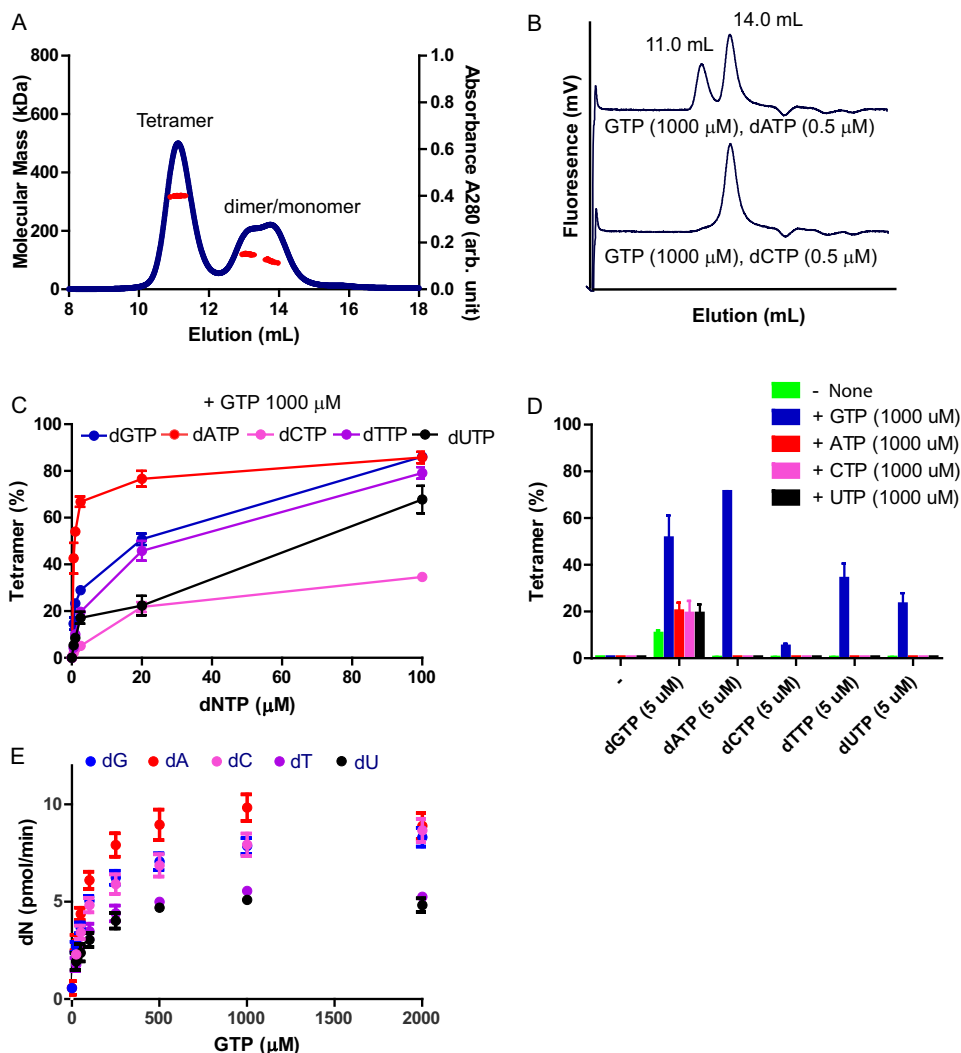 A
Molecular Mass (kDa)
800
600
400
200
0
Tetramer
dimer/monomer
1.0
0.8
0.6
0.4
0.2
0.0
Absorbance A280 (arb. unit)
8 10 12 14 16 18
Elution (mL)
B
Fluoresence (mV)
14.0 mL
11.0 mL
GTP (1000 μM), dATP (0.5 μM)
GTP (1000 μM), dCTP (0.5 μM)
Elution (mL)
C
+ GTP 1000 μM
dGTP dATP dCTP dTTP dUTP
Tetramer (%)
100
80
60
40
20
0
0 20 40 60 80 100
dNTP (μM)
D
- None
+ GTP (1000 uM)
+ ATP (1000 uM)
+ CTP (1000 uM)
+ UTP (1000 uM)
Tetramer (%)
100
80
60
40
20
0
-
dGTP (5 uM)
dATP (5 uM)
dCTP (5 uM)
dTTP (5 uM)
dUTP (5 uM)
E
dG dA dC dT dU
dN (pmol/min)
10
5
0
0 500 1000 1500 2000
GTP (μM)